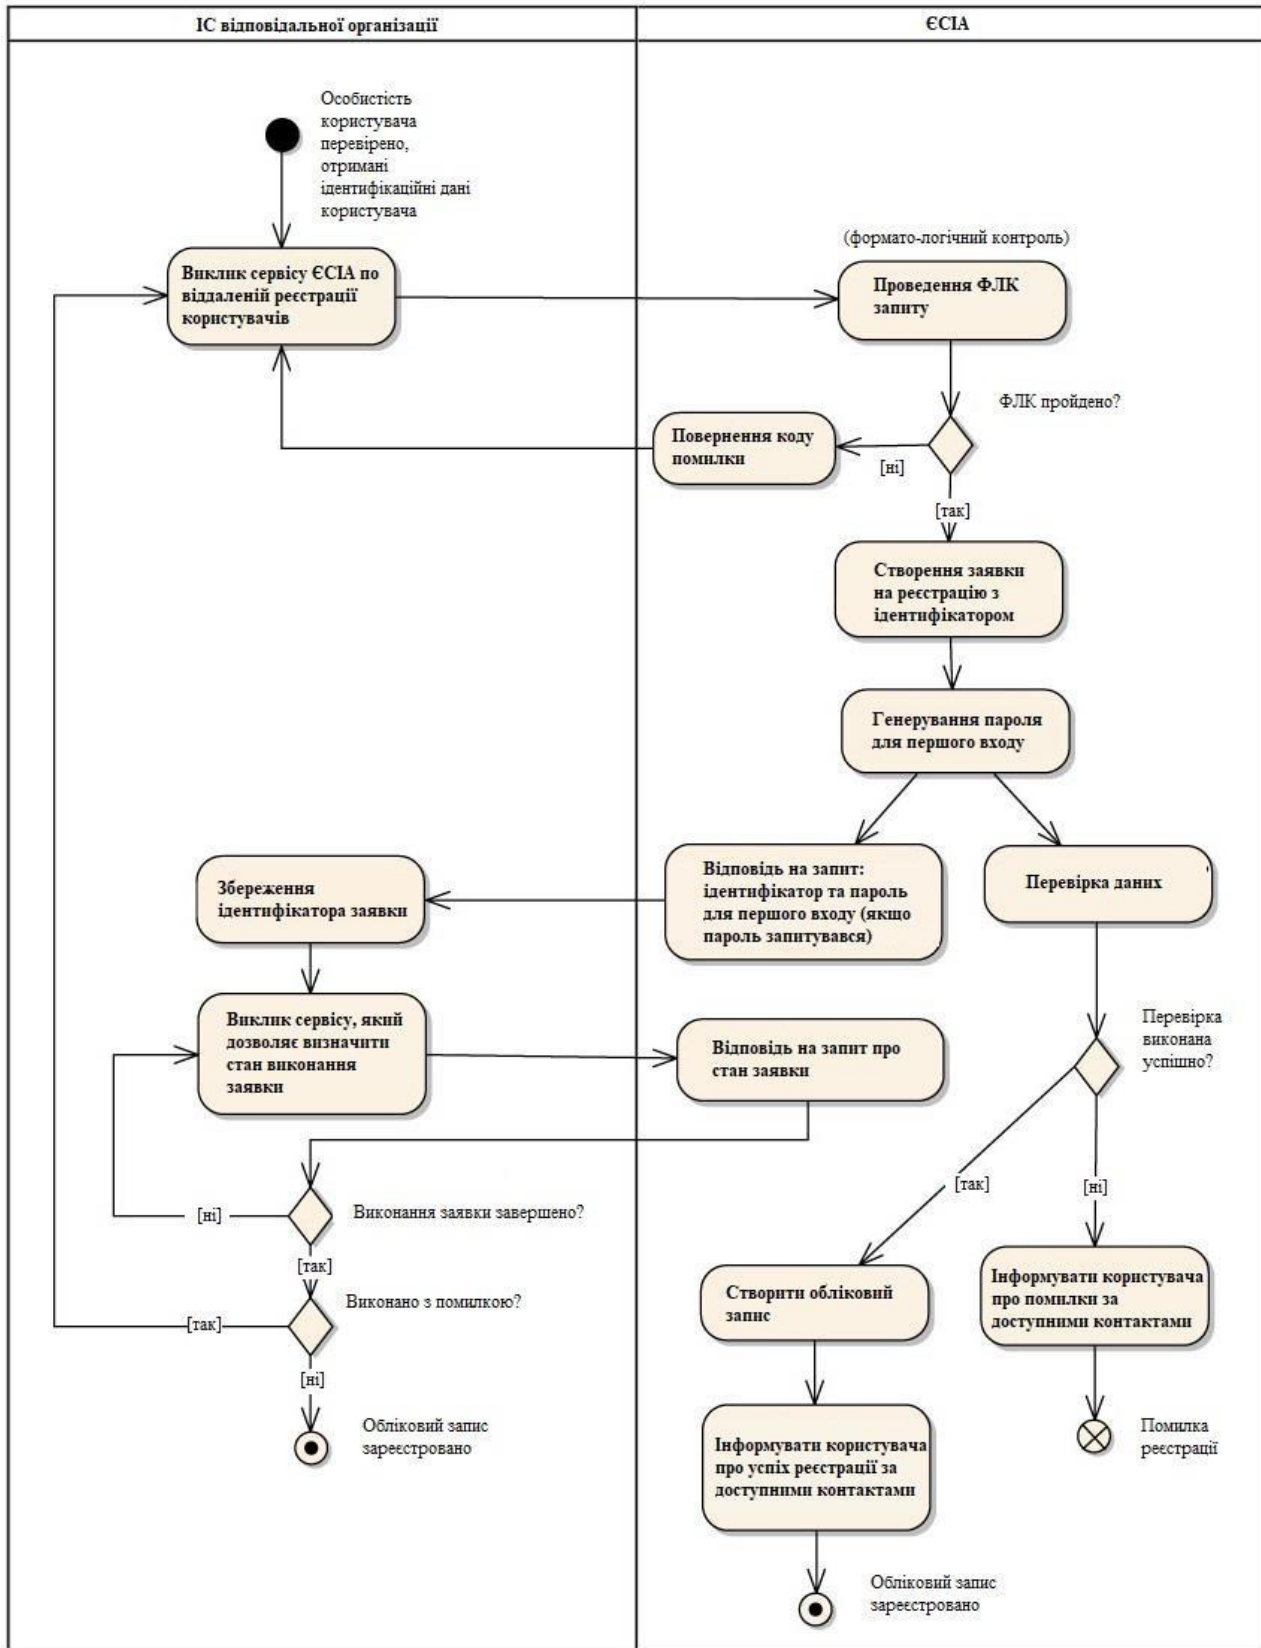 ІС відповідальної організації
ЄСІА
Особистість
користувача
перевірено,
отримані
ідентифікаційні дані
користувача
Виклик сервісу ЄСІА по
віддаленій реєстрації
користувачів
(формато-логічний контроль)
Проведення ФЛК
запиту
ФЛК пройдено?
Повернення коду
помилки
[ні]
[так]
Створення заявки
на реєстрацію з
ідентифікатором
Генерування пароля
для першого входу
Збереження
ідентифікатора заявки
Відповідь на запит:
ідентифікатор та пароль
для першого входу (якщо
пароль запитувався)
Перевірка даних
Виклик сервісу, який
дозволяє визначити
стан виконання
заявки
Відповідь на запит про
стан заявки
Перевірка
виконана
успішно?
[ні]
Виконання заявки завершено?
[так]
[ні]
[так]
Виконано з помилкою?
[так]
[ні]
Створити обліковий
запис
Інформувати користувача
про помилки за
доступними контактами
Обліковий запис
зареєстровано
Інформувати користувача
про успіх реєстрації за
доступними контактами
Помилка
реєстрації
Обліковий запис
зареєстровано